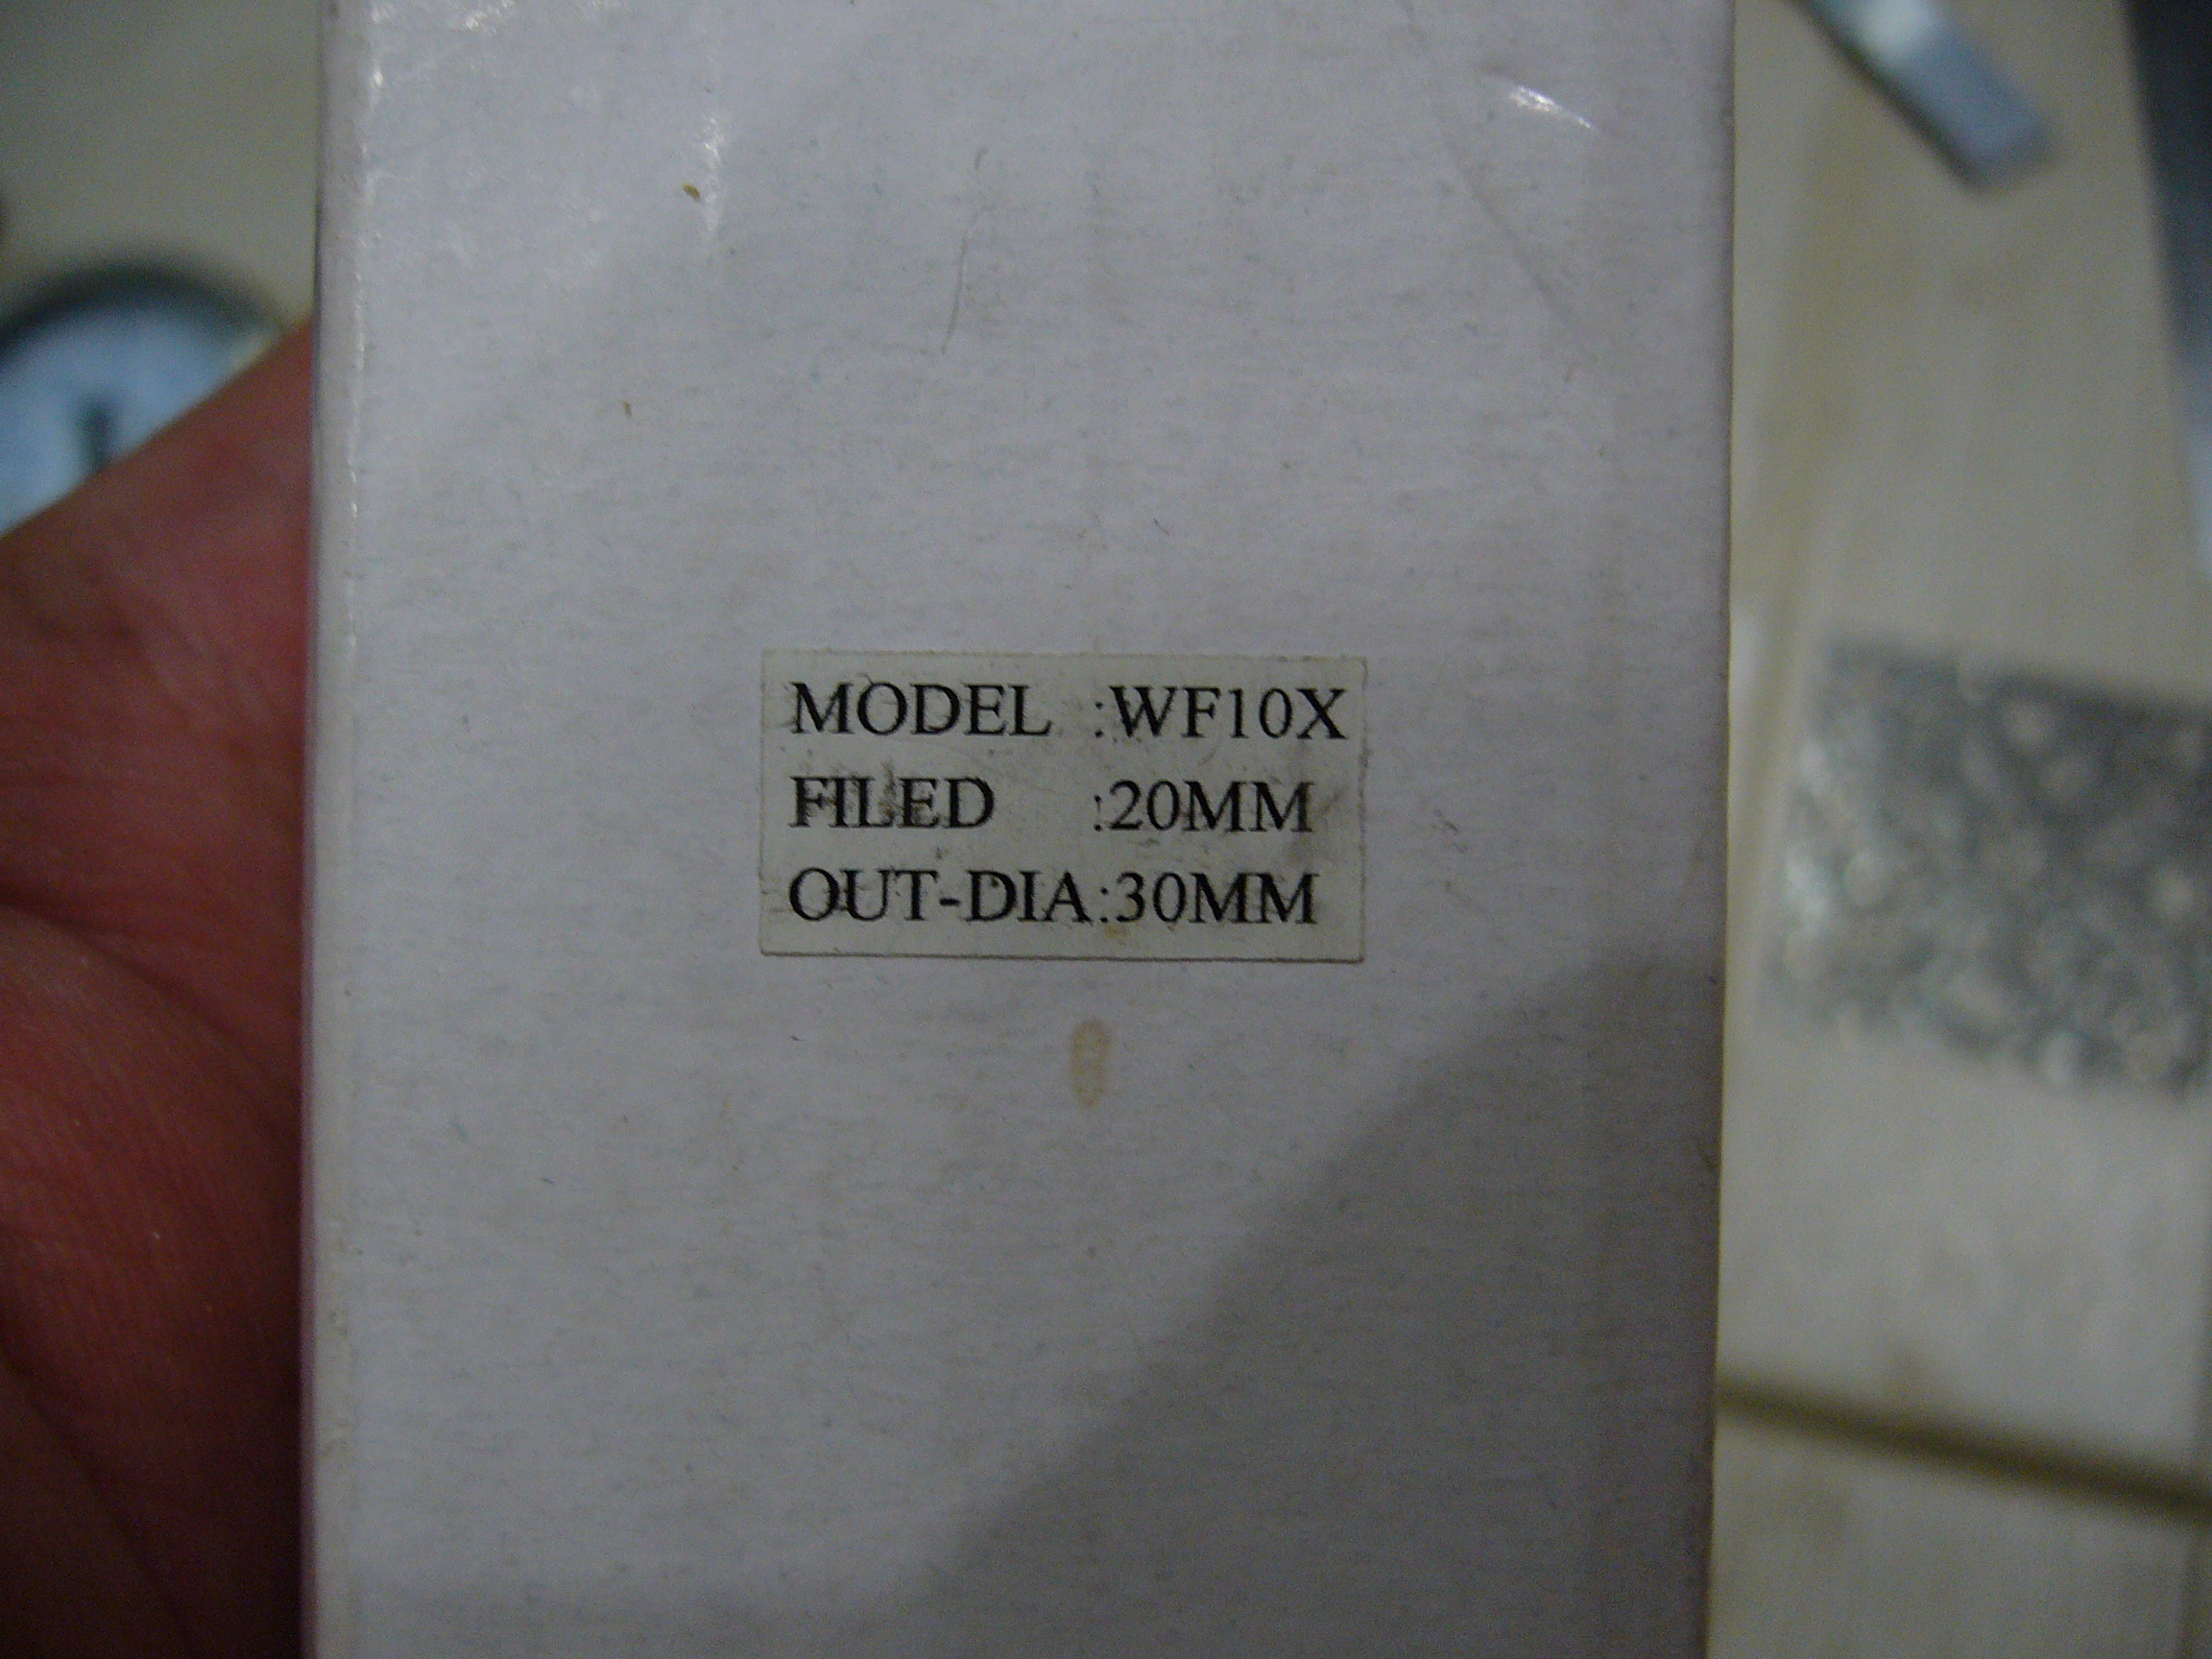 MODEL :WF10X
FILED :20MM
OUT-DIA:30MM